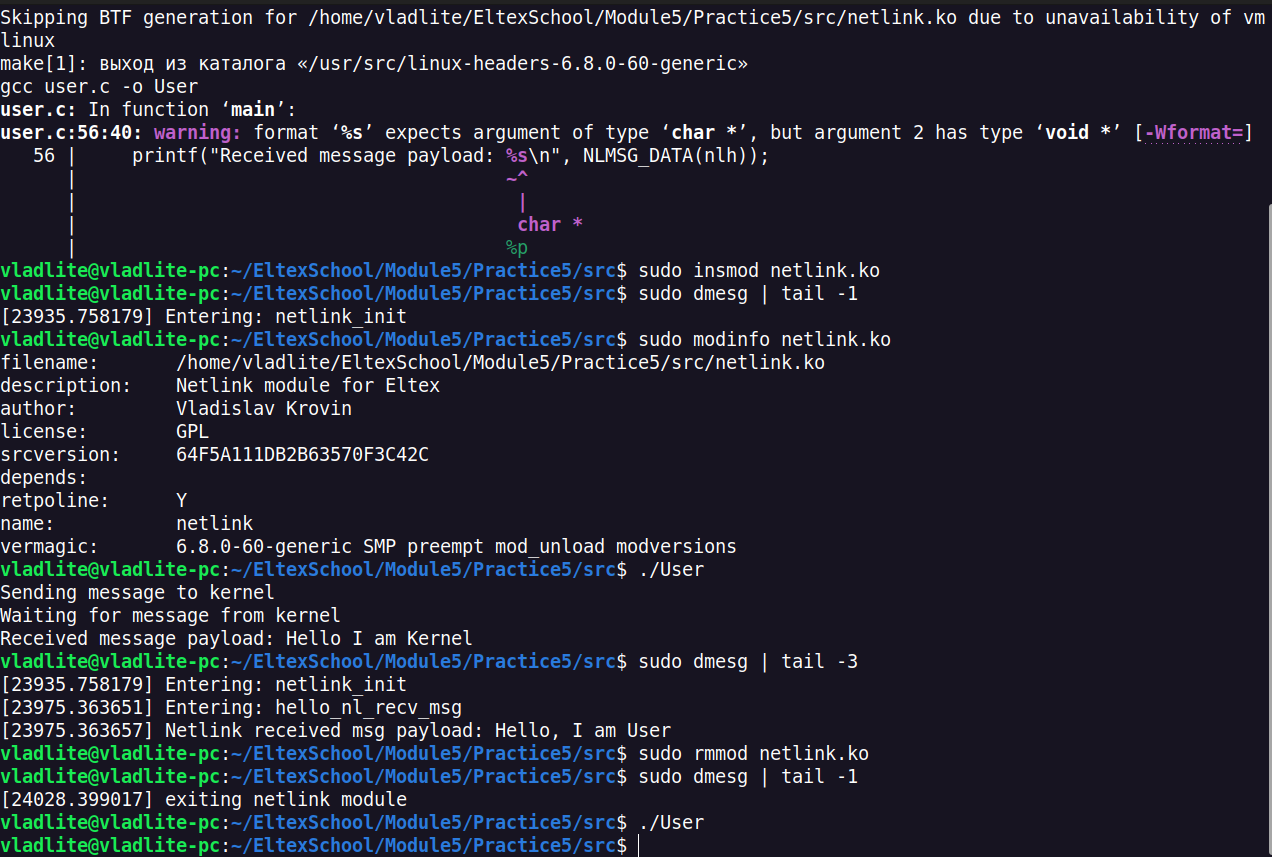 Skipping BTF generation for /home/vladlite/EltexSchool/Module5/Practice5/src/netlink.ko due to unavailability of vm
linux
make[1]: выход из каталога «/usr/src/linux-headers-6.8.0-60-generic»
gcc user.c -o User
user.c: In function ‘main’:
user.c:56:40: warning: format ‘%s’ expects argument of type ‘char *’, but argument 2 has type ‘void *’ [-Wformat=]
   56 |     printf("Received message payload: %s\n", NLMSG_DATA(nlh));
      |                                       ~^
      |                                        |
      |                                        char *
      |                                       %p
vladlite@vladlite-pc:~/EltexSchool/Module5/Practice5/src$ sudo insmod netlink.ko
vladlite@vladlite-pc:~/EltexSchool/Module5/Practice5/src$ sudo dmesg | tail -1
[23935.758179] Entering: netlink_init
vladlite@vladlite-pc:~/EltexSchool/Module5/Practice5/src$ sudo modinfo netlink.ko
filename:       /home/vladlite/EltexSchool/Module5/Practice5/src/netlink.ko
description:    Netlink module for Eltex
author:         Vladislav Krovin
license:        GPL
srcversion:     64F5A111DB2B63570F3C42C
depends:
retpoline:      Y
name:           netlink
vermagic:       6.8.0-60-generic SMP preempt mod_unload modversions
vladlite@vladlite-pc:~/EltexSchool/Module5/Practice5/src$ ./User
Sending message to kernel
Waiting for message from kernel
Received message payload: Hello I am Kernel
vladlite@vladlite-pc:~/EltexSchool/Module5/Practice5/src$ sudo dmesg | tail -3
[23935.758179] Entering: netlink_init
[23975.363651] Entering: hello_nl_recv_msg
[23975.363657] Netlink received msg payload: Hello, I am User
vladlite@vladlite-pc:~/EltexSchool/Module5/Practice5/src$ sudo rmmod netlink.ko
vladlite@vladlite-pc:~/EltexSchool/Module5/Practice5/src$ sudo dmesg | tail -1
[24028.399017] exiting netlink module
vladlite@vladlite-pc:~/EltexSchool/Module5/Practice5/src$ ./User
vladlite@vladlite-pc:~/EltexSchool/Module5/Practice5/src$